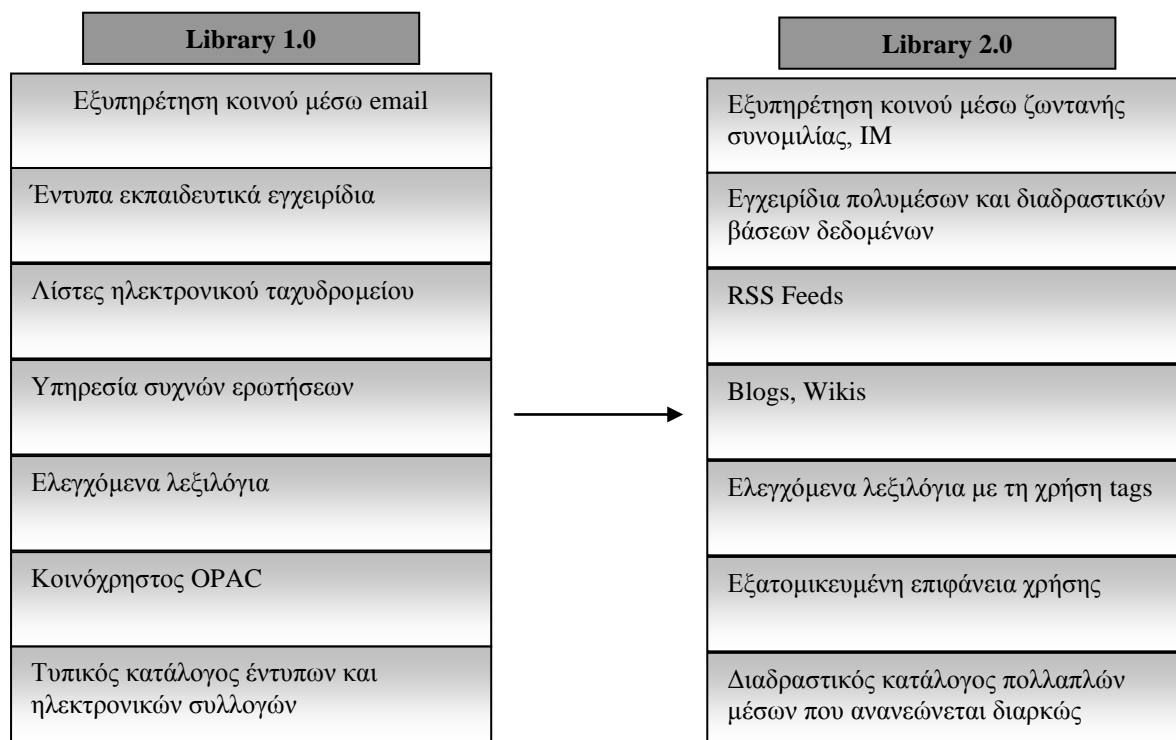 Library 1.0
Εξυπηρέτηση κοινού μέσω email
Έντυπα εκπαιδευτικά εγχειρίδια
Λίστες ηλεκτρονικού ταχυδρομείου
Υπηρεσία συχνών ερωτήσεων
Ελεγχόμενα λεξιλόγια
Κοινόχρηστος OPAC
Τυπικός κατάλογος έντυπων και
ηλεκτρονικών συλλογών
Library 2.0
Εξυπηρέτηση κοινού μέσω ζωντανής
συνομιλίας, IM
Εγχειρίδια πολυμέσων και διαδραστικών
βάσεων δεδομένων
RSS Feeds
Blogs, Wikis
Ελεγχόμενα λεξιλόγια με τη χρήση tags
Εξατομικευμένη επιφάνεια χρήσης
Διαδραστικός κατάλογος πολλαπλών
μέσων που ανανεώνεται διαρκώς